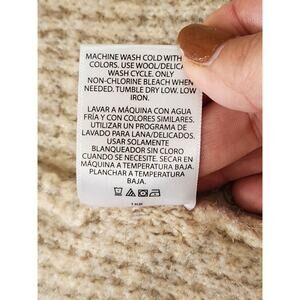 MACHINE WASH COLD WITH
COLORS. USE WOOL/DELICA
WASH CYCLE. ONLY
NON-CHLORINE BLEACH WHEN
NEEDED. TUMBLE DRY LOW. LOW
IRON.
LAVAR A MÁQUINA CON AGUA
FRÍA Y CON COLORES SIMILARES.
UTILIZAR UN PROGRAMA DE
LAVADO PARA LANA/DELICADOS.
USAR SOLAMENTE
BLANQUEADOR SIN CLORO
CUANDO SE NECESITE. SECAR EN
MÁQUINA A TEMPERATURA BAJA.
PLANCHAR A TEMPERATURA
BAJA.